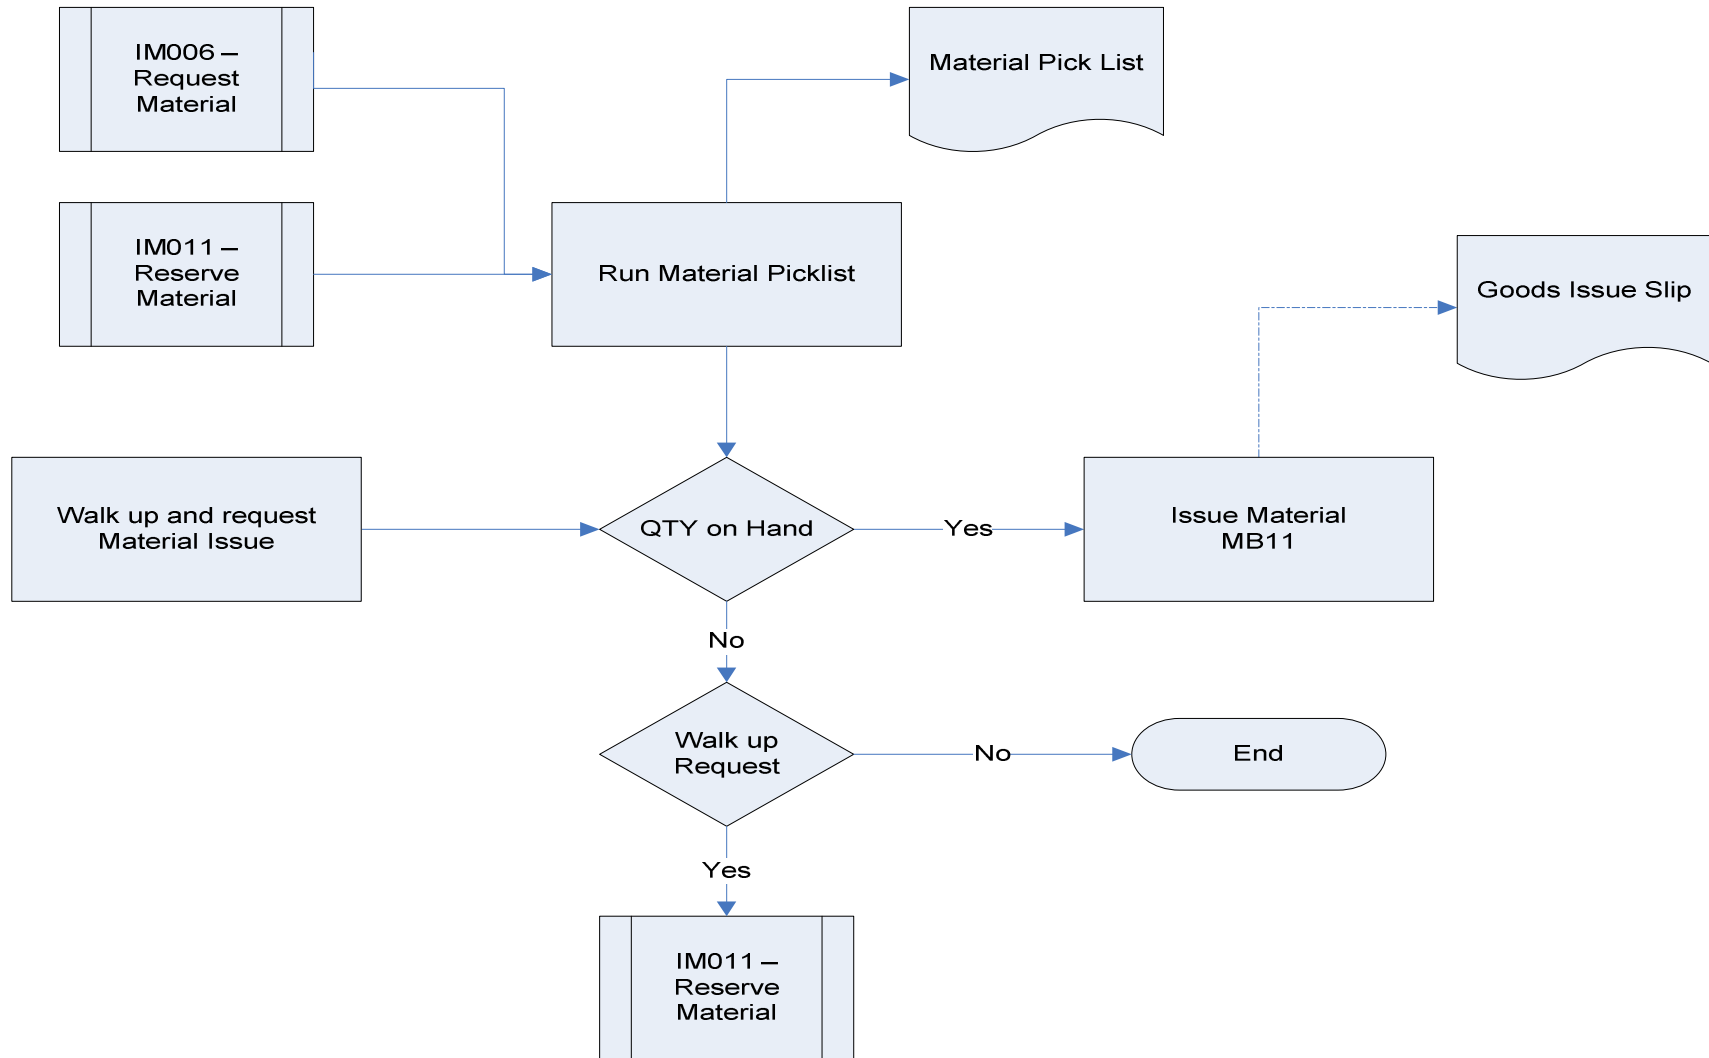 IM006 –
Request
Material
Material Pick List
IM011 –
Reserve
Material
Run Material Picklist
Goods Issue Slip
Walk up and request
Material Issue
QTY on Hand
Yes
Issue Material
MB11
No
Walk up
Request
No
End
Yes
IM011 –
Reserve
Material